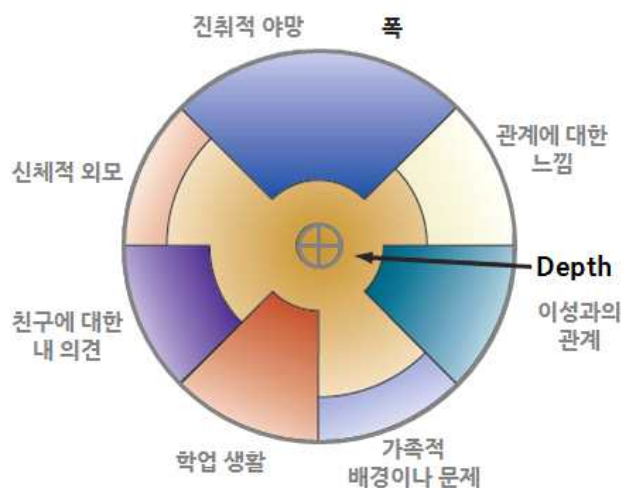 진취적 야망
폭
관계에 대한
느낌
신체적 외모
Depth
이성과의
관계
친구에 대한
내 의견
학업 생활
가족적
배경이나 문제